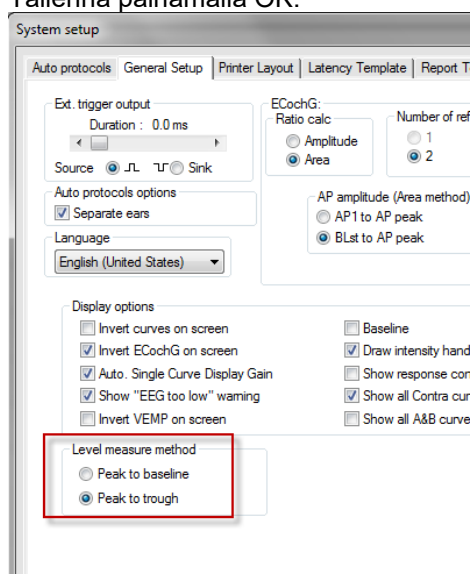 Tallenna painamalla OK.
System setup
Auto protocols General Setup Printer Layout Latency Template Report T
Ext. trigger output
Duration : 0.0 ms
Source Sink
Auto protocols options
Separate ears
Language
English (United States)
ECochG:
Ratio calc
Amplitude
Area
Number of ref
1
2
AP amplitude (Area method)
AP1 to AP peak
BLst to AP peak
Display options
Invert curves on screen
Invert ECochG on screen
Auto. Single Curve Display Gain
Show "EEG too low" warning
Invert VEMP on screen
Baseline
Draw intensity hand
Show response con
Show all Contra cur
Show all A&B curve
Level measure method
Peak to baseline
Peak to trough